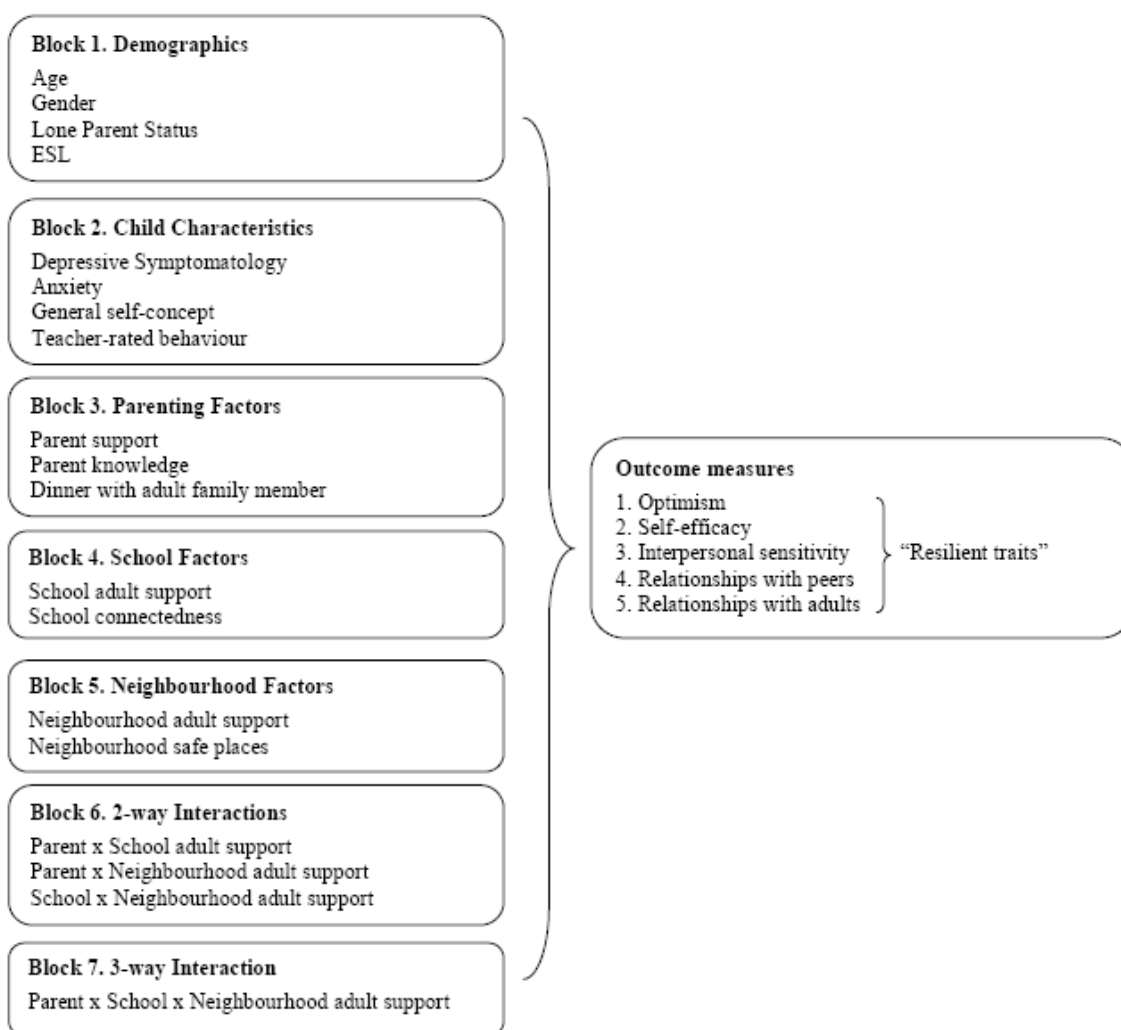 Block 1. Demographics
Age
Gender
Lone Parent Status
ESL
Block 2. Child Characteristics
Depressive Symptomatology
Anxiety
General self-concept
Teacher-rated behaviour
Block 3. Parenting Factors
Parent support
Parent knowledge
Dinner with adult family member
Block 4. School Factors
School adult support
School connectedness
Block 5. Neighbourhood Factors
Neighbourhood adult support
Neighbourhood safe places
Block 6. 2-way Interactions
Parent x School adult support
Parent x Neighbourhood adult support
School x Neighbourhood adult support
Block 7. 3-way Interaction
Parent x School x Neighbourhood adult support
Outcome measures
1. Optimism
2. Self-efficacy
3. Interpersonal sensitivity
4. Relationships with peers
5. Relationships with adults
“Resilient traits”